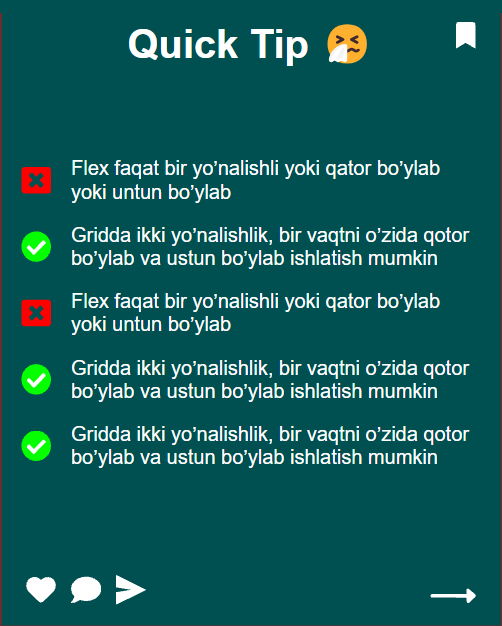 Quick Tip 🤧
Flex faqat bir yo’nalishli yoki qator bo’ylab
yoki untun bo’ylab
Gridda ikki yo’nalishlik, bir vaqtni o’zida qotor
bo’ylab va ustun bo’ylab ishlatish mumkin
Flex faqat bir yo’nalishli yoki qator bo’ylab
yoki untun bo’ylab
Gridda ikki yo’nalishlik, bir vaqtni o’zida qotor
bo’ylab va ustun bo’ylab ishlatish mumkin
Gridda ikki yo’nalishlik, bir vaqtni o’zida qotor
bo’ylab va ustun bo’ylab ishlatish mumkin